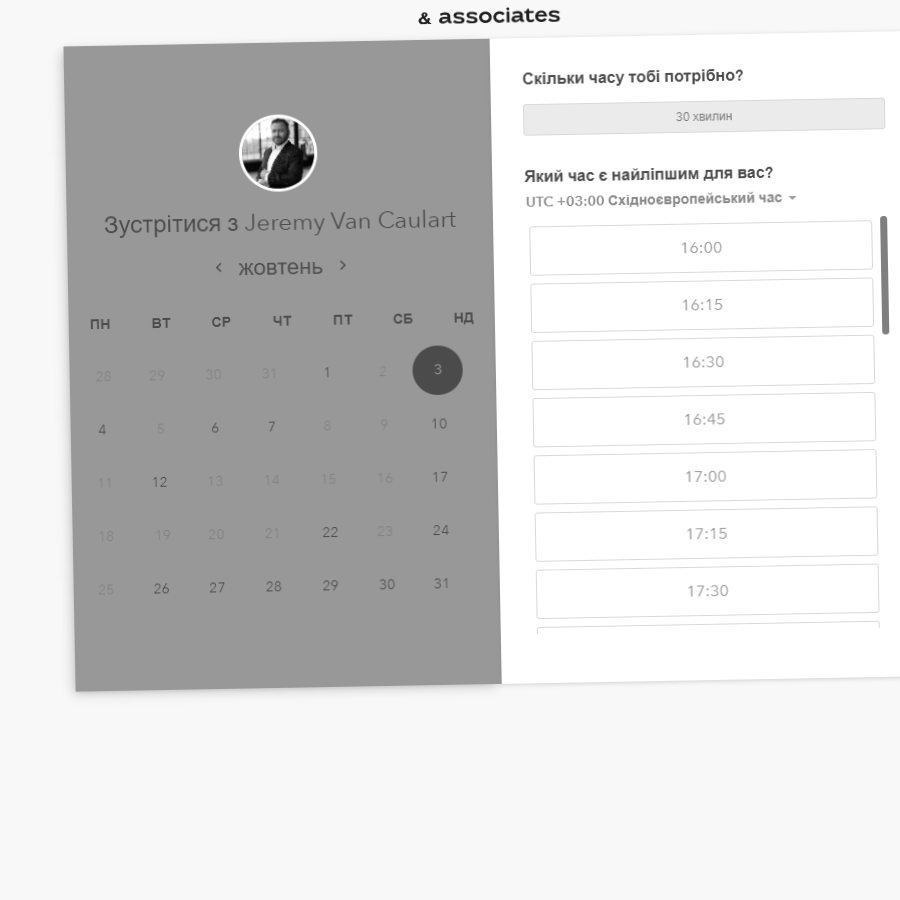 & associates
Зустрітися з Jeremy Van Caulart
жовтень
ПН ВТ СР ЧТ ПТ СБ НД
28 29 30 31 1 2 3
4 5 6 7 8 9 10
11 12 13 14 15 16 17
18 19 20 21 22 23 24
25 26 27 28 29 30 31
Скільки часу тобі потрібно?
30 хвилин
Який час є найліпшим для вас?
UTC +03:00 Східноєвропейський час
16:00
16:15
16:30
16:45
17:00
17:15
17:30